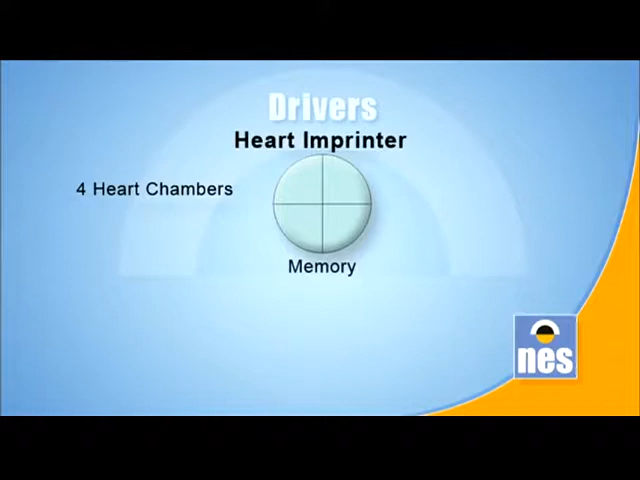 Drivers
Heart Imprinter
4 Heart Chambers
Memory
nes